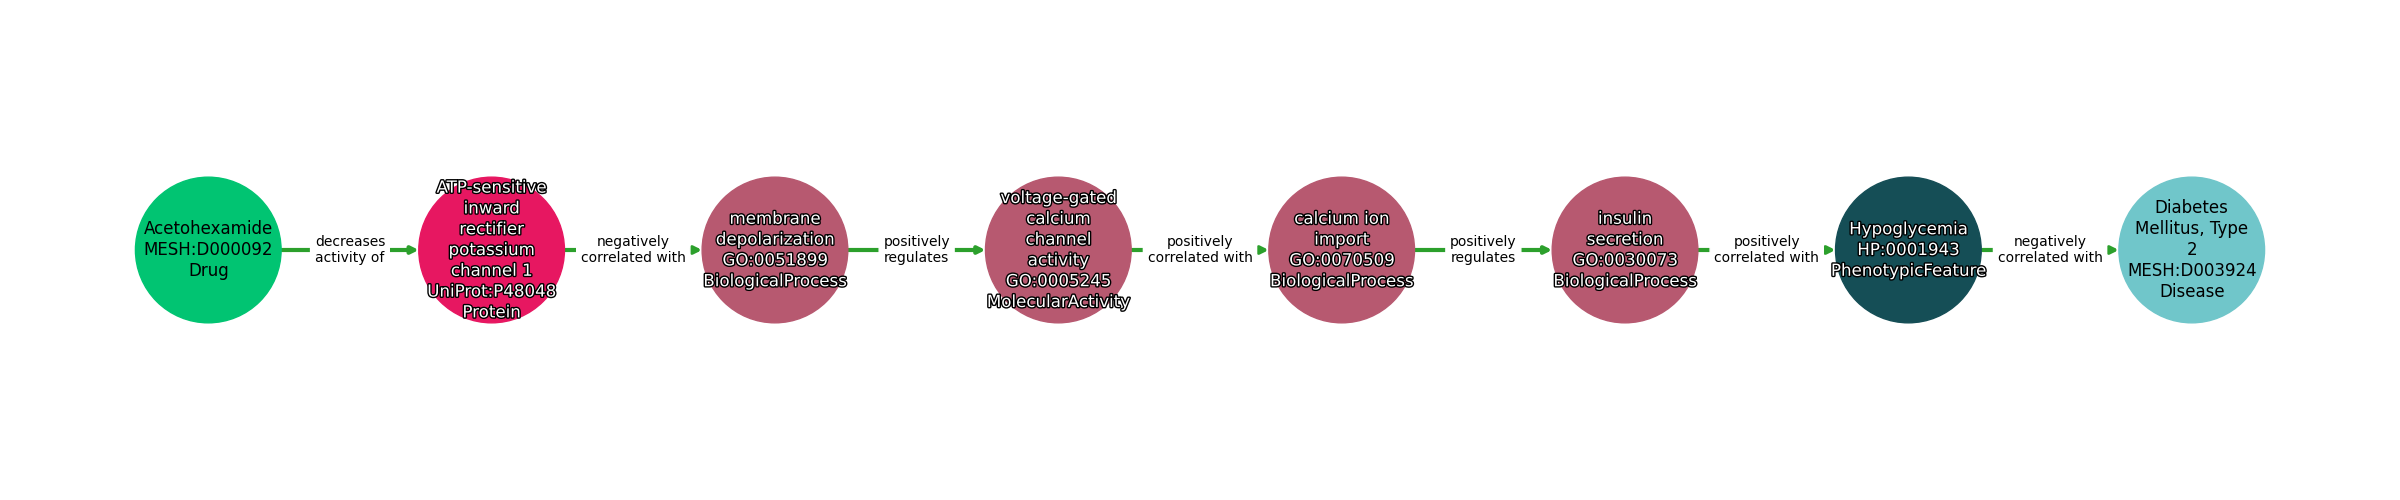 Acetohexamide
MESH:D000092
Drug
decreases
activity of
ATP-sensitive
inward
rectifier
potassium
channel 1
UniProt:P48048
Protein
negatively
correlated with
membrane
depolarization
GO:0051899
BiologicalProcess
positively
regulates
voltage-gated
calcium
channel
activity
GO:0005245
MolecularActivity
positively
correlated with
calcium ion
import
GO:0070509
BiologicalProcess
positively
regulates
insulin
secretion
GO:0030073
BiologicalProcess
positively
correlated with
Hypoglycemia
HP:0001943
PhenotypicFeature
negatively
correlated with
Diabetes
Mellitus, Type
2
MESH:D003924
Disease